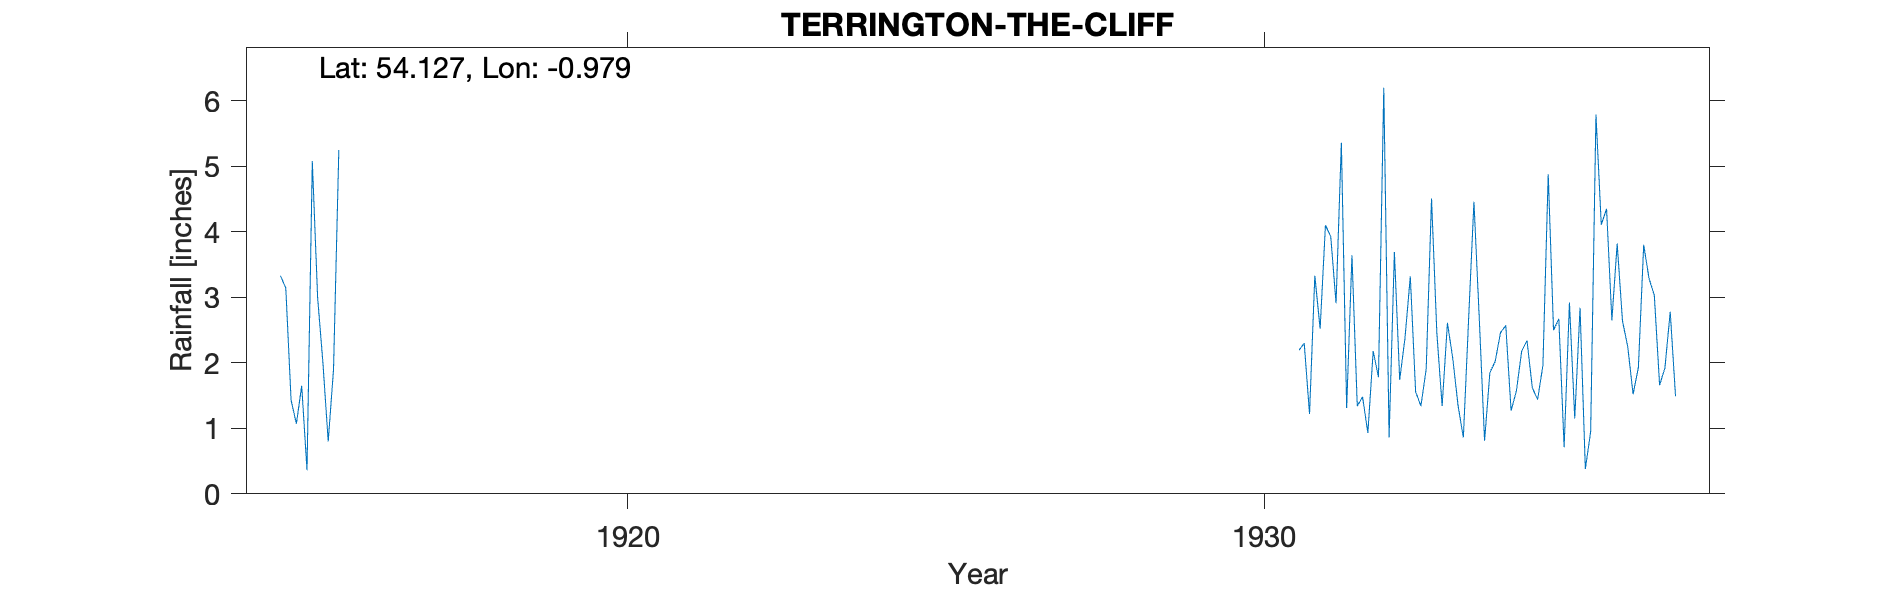 TERRINGTON-THE-CLIFF
Lat: 54.127, Lon: -0.979
Rainfall [inches]
6
5
4
3
2
1
0
1920
1930
Year